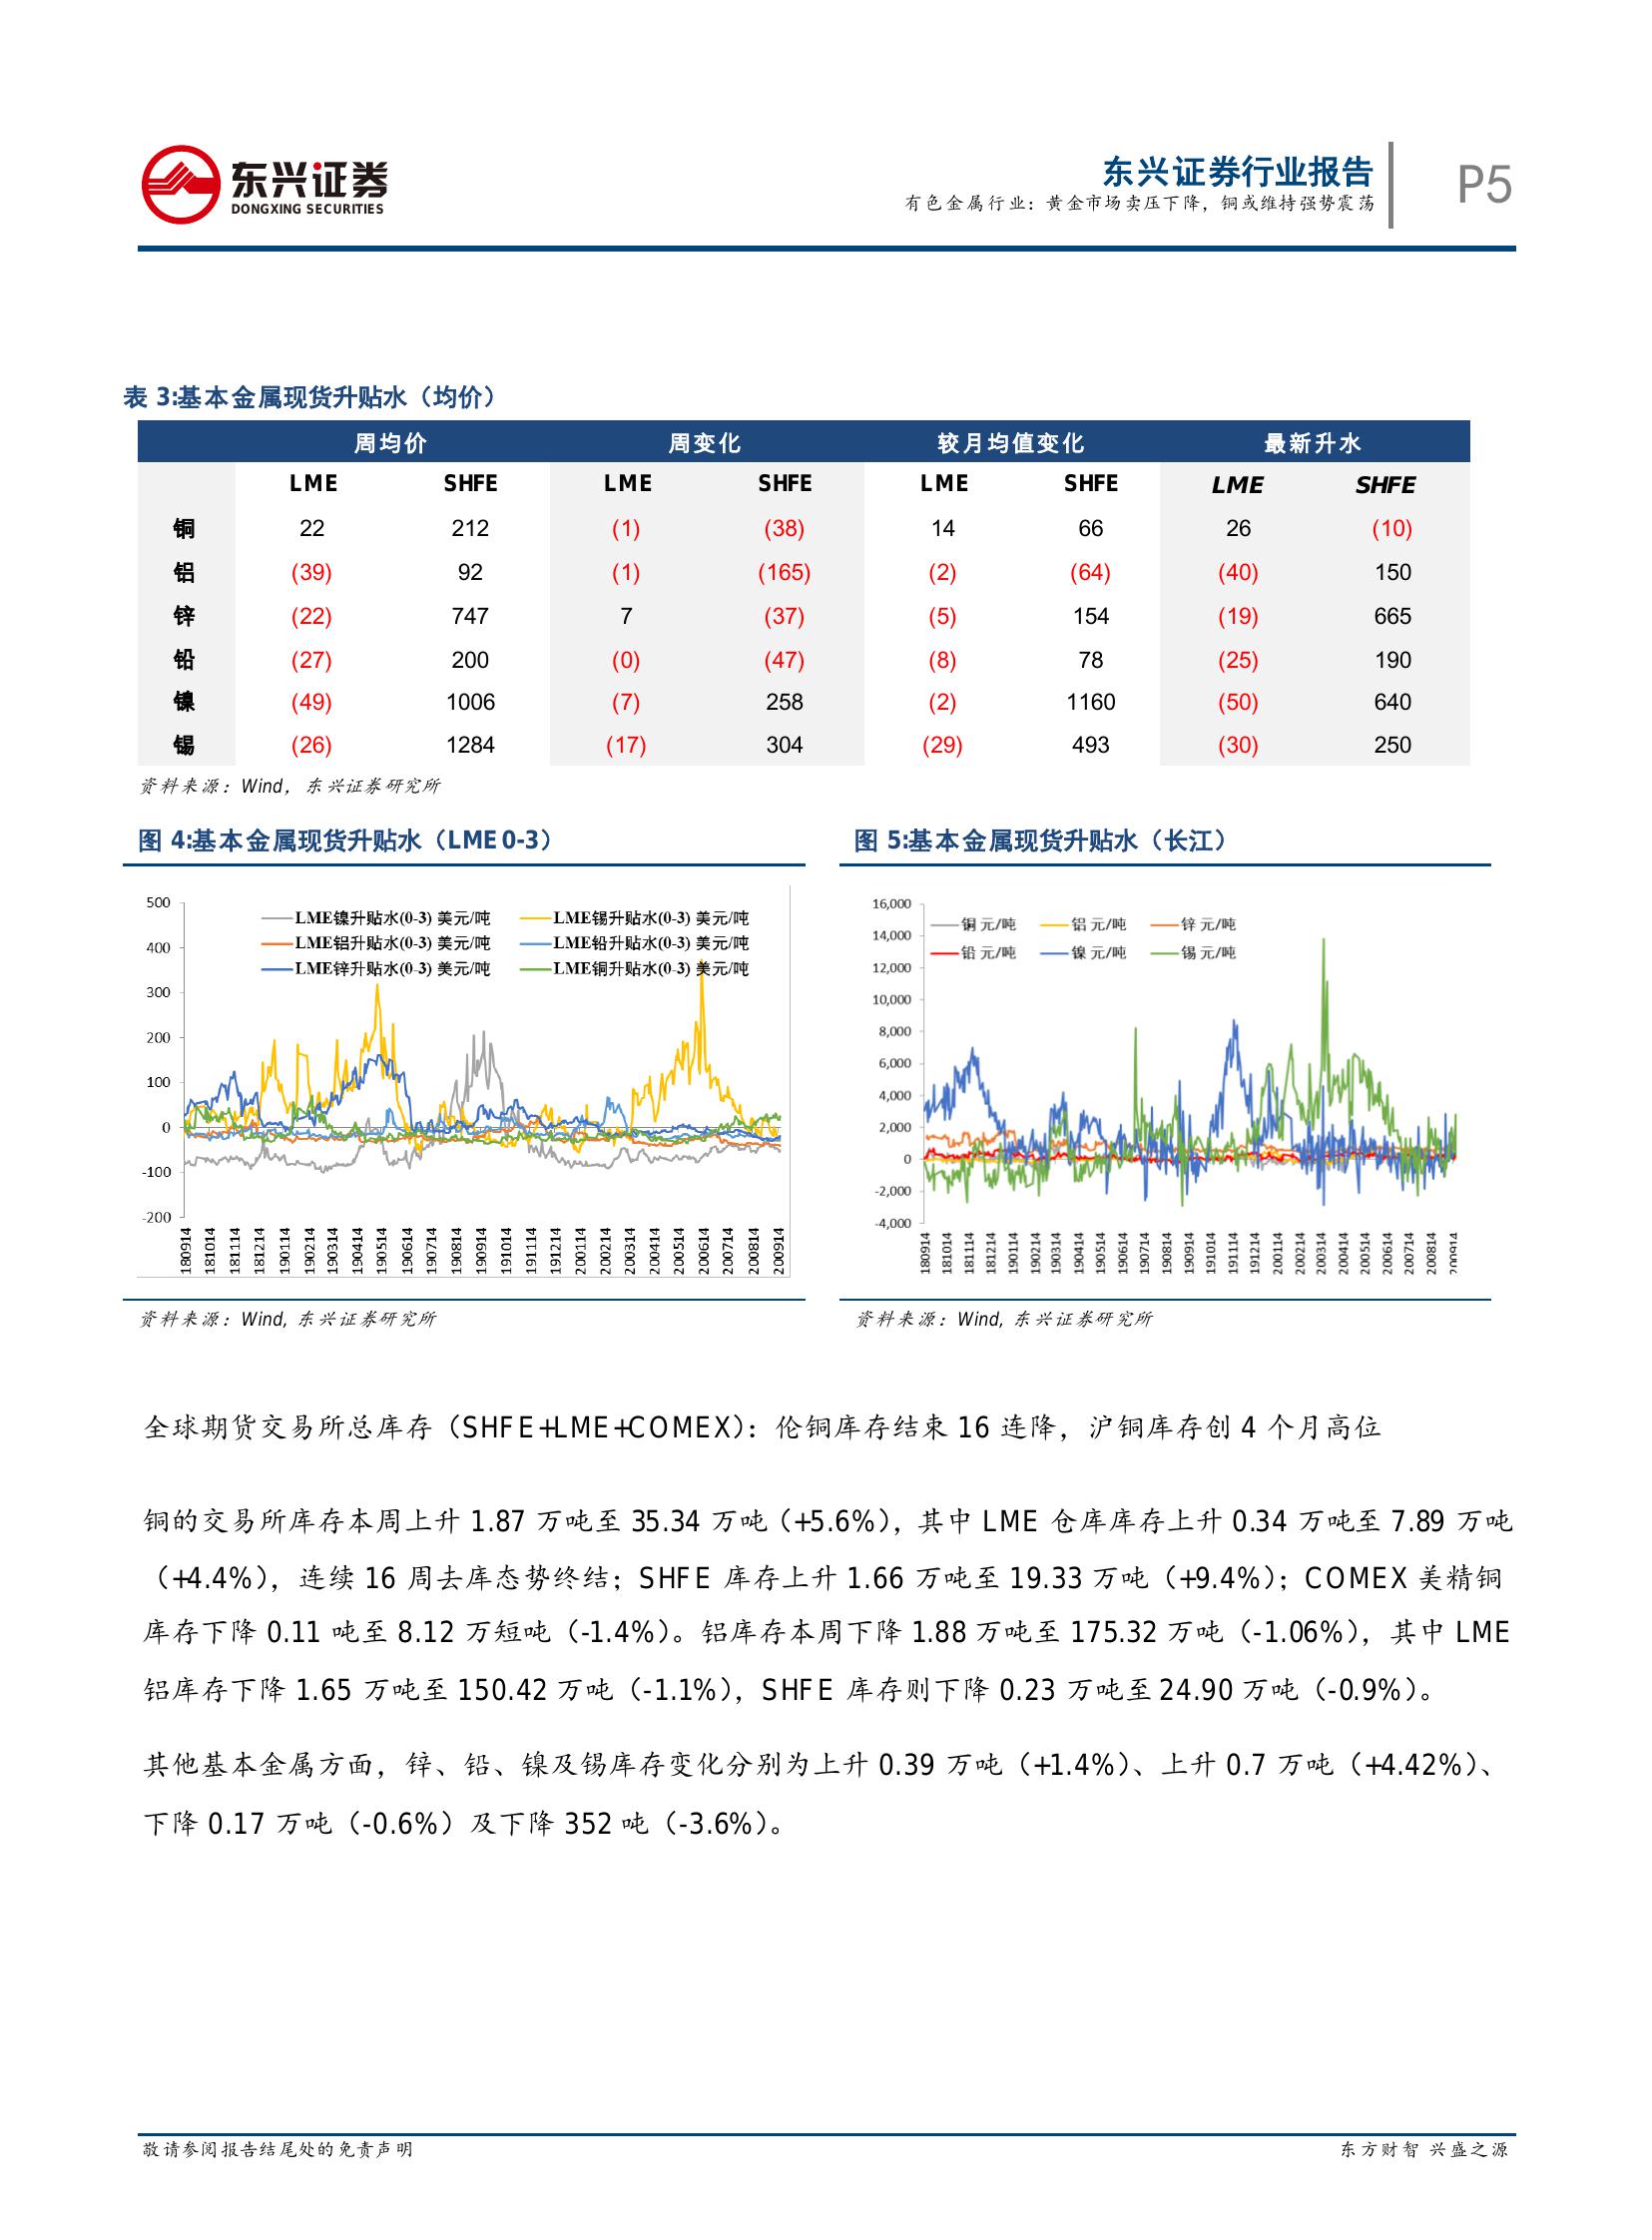 东兴证券
DONGXING SECURITIES
东兴证券行业报告
有色金属行业：黄金市场卖压下降，铜或维持强势震荡
P5
表 3:基本金属现货升贴水（均价）
周均价 周变化 较月均值变化 最新升水
LME SHFE LME SHFE LME SHFE LME SHFE
铜 22 212 (1) (38) 14 66 26 (10)
铝 (39) 92 (1) (165) (2) (64) (40) 150
锌 (22) 747 7 (37) (5) 154 (19) 665
铅 (27) 200 (0) (47) (8) 78 (25) 190
镍 (49) 1006 (7) 258 (2) 1160 (50) 640
锡 (26) 1284 (17) 304 (29) 493 (30) 250
资料来源：Wind，东兴证券研究所
图 4:基本金属现货升贴水（LME 0-3）
500
400
300
200
100
0
-100
-200
LME镍升贴水(0-3) 美元/吨 LME锡升贴水(0-3) 美元/吨
LME铝升贴水(0-3) 美元/吨 LME铅升贴水(0-3) 美元/吨
LME锌升贴水(0-3) 美元/吨 LME铜升贴水(0-3) 美元/吨
180914 181014 181114 181214 190114 190214 190314 190414 190514 190614 190714 190814 190914 191014 191114 191214 200114 200214 200314 200414 200514 200614 200714 200814 200914
资料来源：Wind, 东兴证券研究所
图 5:基本金属现货升贴水（长江）
16,000
14,000
12,000
10,000
8,000
6,000
4,000
2,000
0
-2,000
-4,000
铜 元/吨 铝 元/吨 锌 元/吨
铅 元/吨 镍 元/吨 锡 元/吨
180914 181014 181114 181214 190114 190214 190314 190414 190514 190614 190714 190814 190914 191014 191114 191214 200114 200214 200314 200414 200514 200614 200714 200814 200914
资料来源：Wind, 东兴证券研究所
全球期货交易所总库存（SHFE+LME+COMEX）：伦铜库存结束 16 连降，沪铜库存创 4 个月高位
铜的交易所库存本周上升 1.87 万吨至 35.34 万吨（+5.6%），其中 LME 仓库库存上升 0.34 万吨至 7.89 万吨
（+4.4%），连续 16 周去库态势终结；SHFE 库存上升 1.66 万吨至 19.33 万吨（+9.4%）；COMEX 美精铜
库存下降 0.11 吨至 8.12 万短吨（-1.4%）。铝库存本周下降 1.88 万吨至 175.32 万吨（-1.06%），其中 LME
铝库存下降 1.65 万吨至 150.42 万吨（-1.1%），SHFE 库存则下降 0.23 万吨至 24.90 万吨（-0.9%）。
其他基本金属方面，锌、铅、镍及锡库存变化分别为上升 0.39 万吨（+1.4%）、上升 0.7 万吨（+4.42%）、
下降 0.17 万吨（-0.6%）及下降 352 吨（-3.6%）。
敬请参阅报告结尾处的免责声明
东方财智 兴盛之源